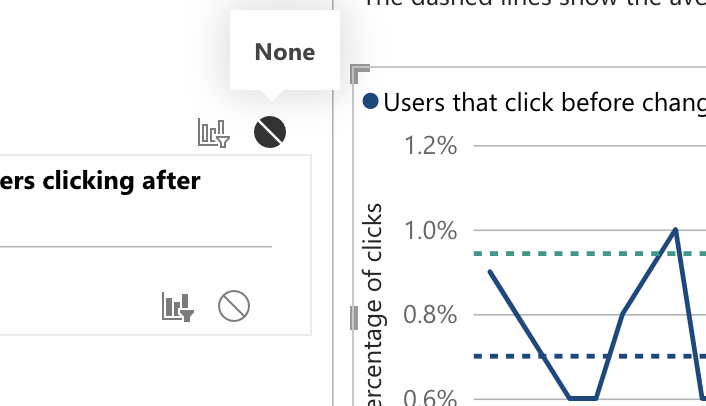 The dashed lines show the ave
None
Users that click before chang
ers clicking after
1.2%
1.0%
0.8%
0.6%
ercentage of clicks